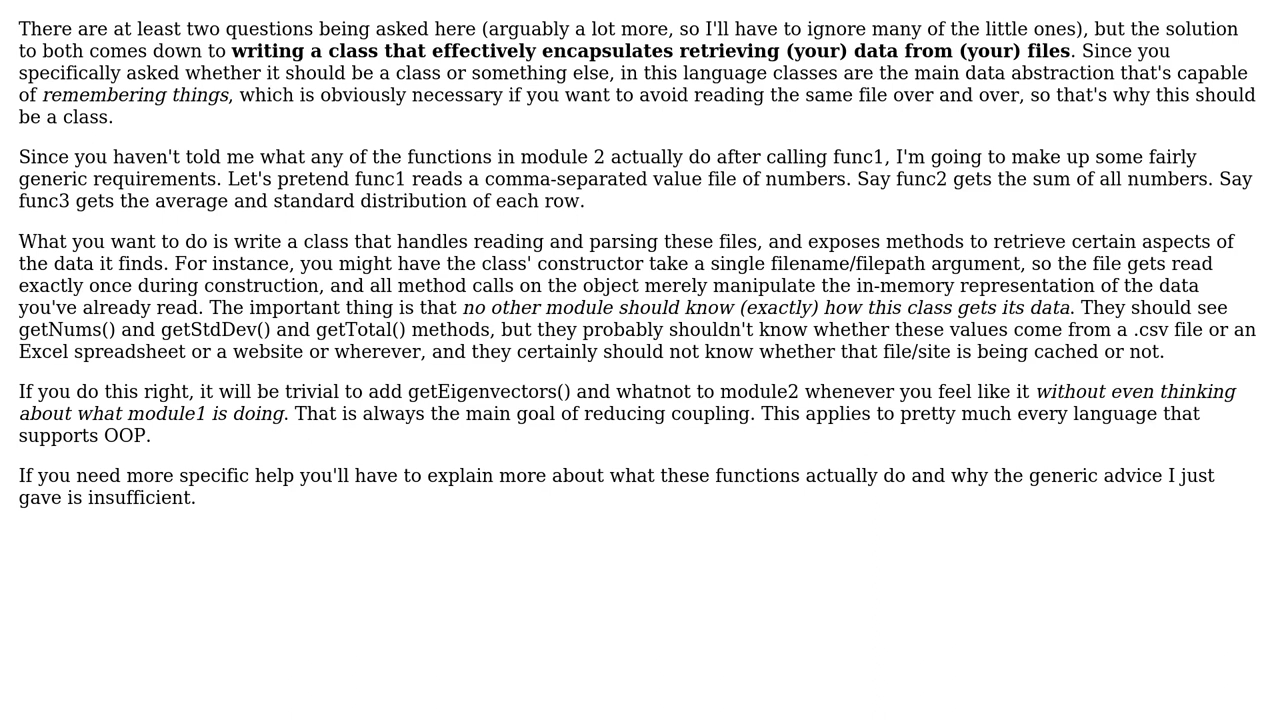 There are at least two questions being asked here (arguably a lot more, so I'll have to ignore many of the little ones), but the solution
to both comes down to writing a class that effectively encapsulates retrieving (your) data from (your) files. Since you
specifically asked whether it should be a class or something else, in this language classes are the main data abstraction that's capable
of remembering things, which is obviously necessary if you want to avoid reading the same file over and over, so that's why this should
be a class.
Since you haven't told me what any of the functions in module 2 actually do after calling func1, I'm going to make up some fairly
generic requirements. Let's pretend func1 reads a comma-separated value file of numbers. Say func2 gets the sum of all numbers. Say
func3 gets the average and standard distribution of each row.
What you want to do is write a class that handles reading and parsing these files, and exposes methods to retrieve certain aspects of
the data it finds. For instance, you might have the class' constructor take a single filename/filepath argument, so the file gets read
exactly once during construction, and all method calls on the object merely manipulate the in-memory representation of the data
you've already read. The important thing is that no other module should know (exactly) how this class gets its data. They should see
getNums() and getStdDev() and getTotal() methods, but they probably shouldn't know whether these values come from a .csv file or an
Excel spreadsheet or a website or wherever, and they certainly should not know whether that file/site is being cached or not.
If you do this right, it will be trivial to add getEigenvectors() and whatnot to module2 whenever you feel like it without even thinking
about what module1 is doing. That is always the main goal of reducing coupling. This applies to pretty much every language that
supports OOP.
If you need more specific help you'll have to explain more about what these functions actually do and why the generic advice I just
gave is insufficient.